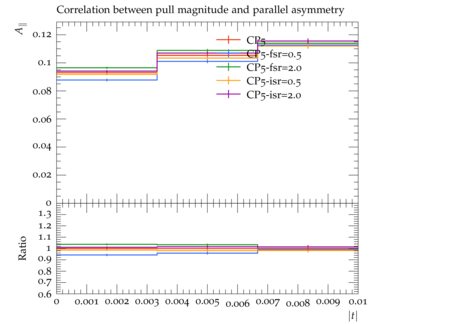 Correlation between pull magnitude and parallel asymmetry
A∥
0.12
0.1
0.08
0.06
0.04
0.02
0
CP5
CP5-fsr=0.5
CP5-fsr=2.0
CP5-isr=0.5
CP5-isr=2.0
Ratio
1.3
1.2
1.1
1
0.9
0.8
0.7
0.6
0 0.001 0.002 0.003 0.004 0.005 0.006 0.007 0.008 0.009 0.01
|t|